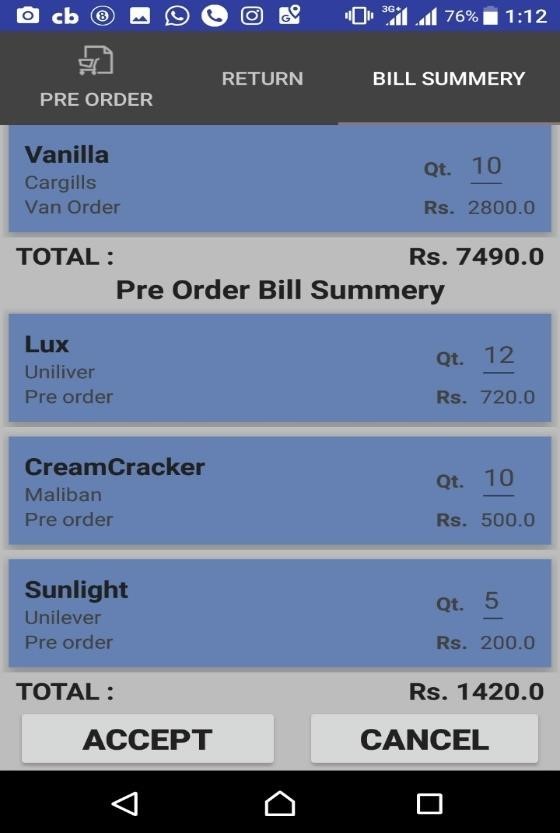 cb
3G+
76%
1:12
PRE ORDER
RETURN
BILL SUMMERY
Vanilla
Cargills
Van Order
Qt. 10
Rs. 2800.0
TOTAL : Rs. 7490.0
Pre Order Bill Summery
Lux
Uniliver
Pre order
Qt. 12
Rs. 720.0
CreamCracker
Maliban
Pre order
Qt. 10
Rs. 500.0
Sunlight
Unilever
Pre order
Qt. 5
Rs. 200.0
TOTAL : Rs. 1420.0
ACCEPT
CANCEL